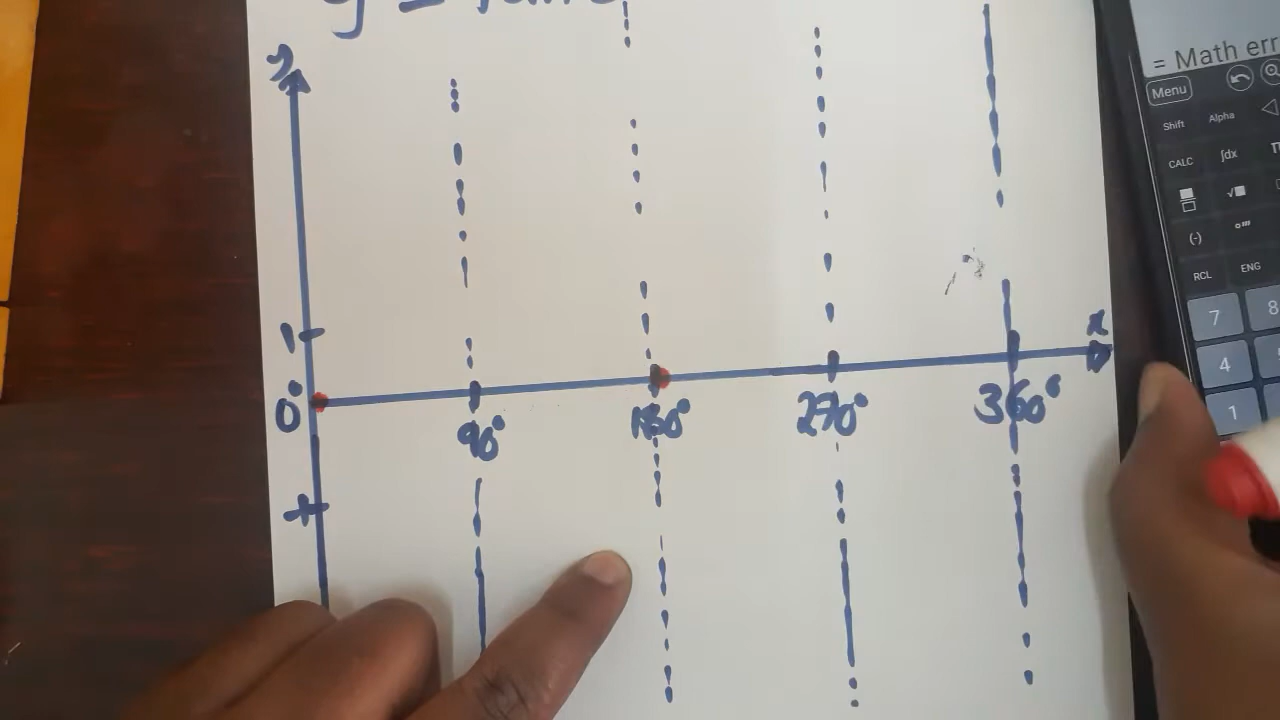 y =
y
= Math err
Menu
Shift Alpha
CALC ∫dx
√■
(-) ° ' "
RCL ENG
7 8
1
x
4
0° 90° 180° 270° 360°
1